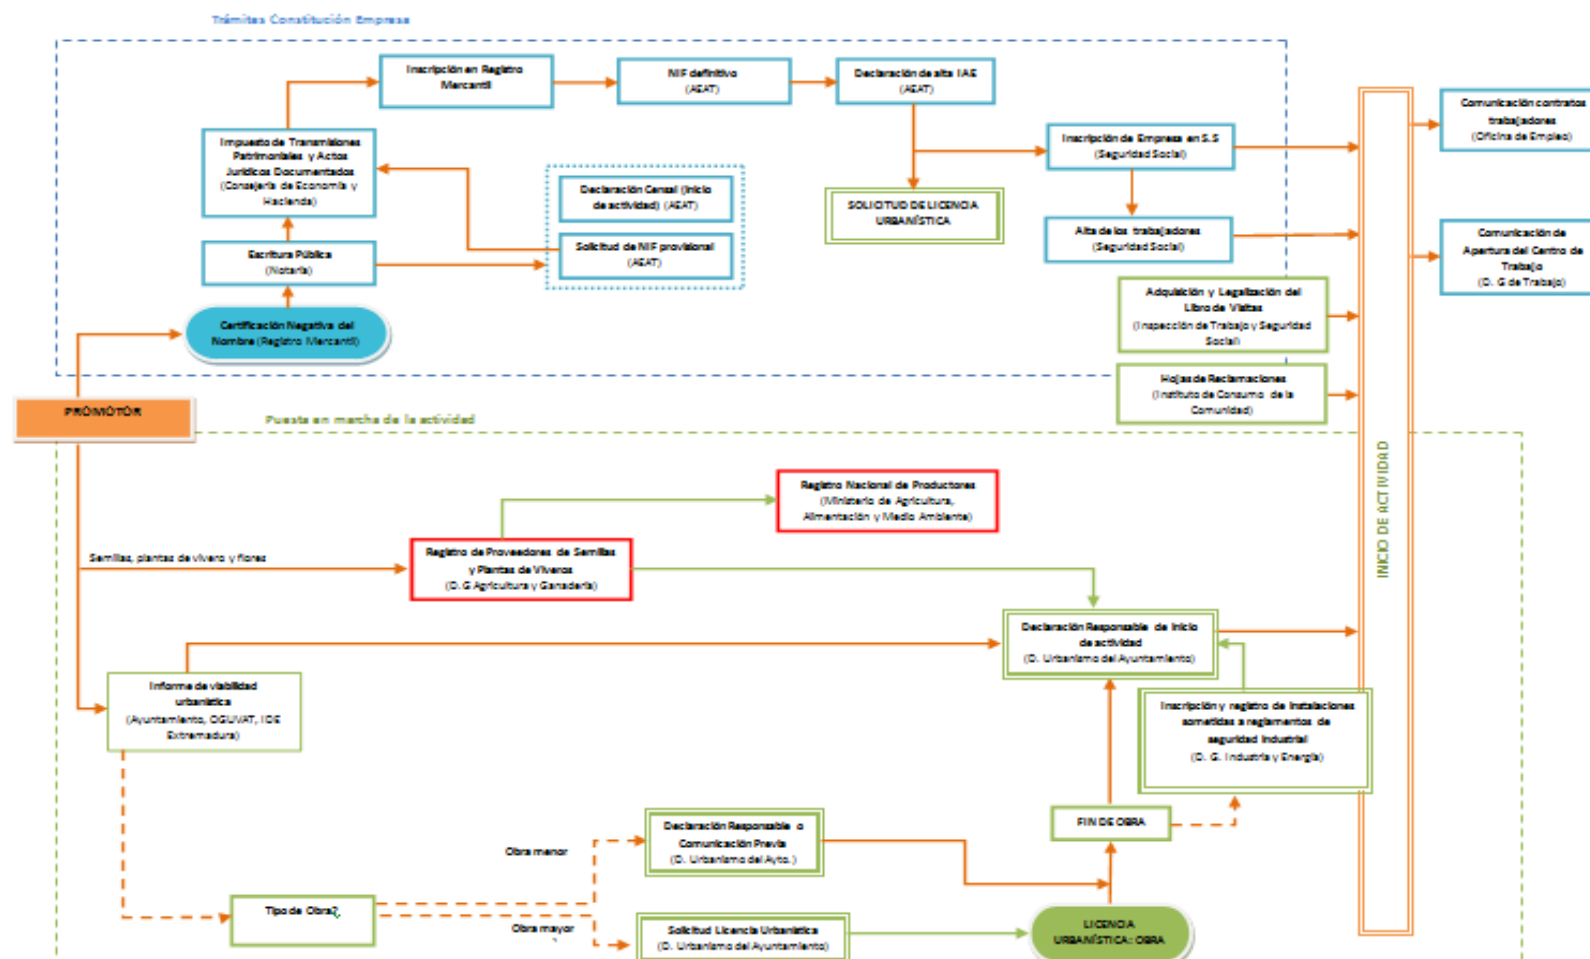 Trámites Constitución Empresa
Inscripción en Registro
Mercantil
NIF definitivo
(AEAT)
Declaración de alta IAE
(AEAT)
Comunicación contratos
trabajadores
(Oficina de Empleo)
Impuesto de Transmisiones
Patrimoniales y Actos
Jurídicos Documentados
(Consejería de Economía y
Hacienda)
Inscripción de Empresa en S.S
(Seguridad Social)
Declaración Censal (Inicio
de actividad) (AEAT)
SOLICITUD DE LICENCIA
URBANÍSTICA
Escritura Pública
(Notaría)
Solicitud de NIF provisional
(AEAT)
Alta de los trabajadores
(Seguridad Social)
Comunicación de
Apertura del Centro de
Trabajo
(D. G de Trabajo)
Certificación Negativa del
Nombre (Registro Mercantil)
Adquisición y Legalización del
Libro de Visitas
(Inspección de Trabajo y Seguridad
Social)
Hojas de Reclamaciones
(Instituto de Consumo de la
Comunidad)
PROMOTOR
Puesta en marcha de la actividad
INICIO DE ACTIVIDAD
Registro Nacional de Productores
(Ministerio de Agricultura,
Alimentación y Medio Ambiente)
Semillas, plantas de vivero y flores
Registro de Proveedores de Semillas
y Plantas de Viveros
(D.G Agricultura y Ganadería)
Declaración Responsable de Inicio
de actividad
(D. Urbanismo del Ayuntamiento)
Informe de viabilidad
urbanística
(Ayuntamiento, OGUVAT, IDE
Extremadura)
Inscripción y registro de Instalaciones
sometidas a reglamentos de
seguridad Industrial
(D. G. Industria y Energía)
FIN DE OBRA
Declaración Responsable o
Comunicación Previa
(D. Urbanismo del Ayto.)
Obra menor
Tipo de Obra?
Obra mayor
Solicitud Licencia Urbanística
(D. Urbanismo del Ayuntamiento)
LICENCIA
URBANÍSTICA: OBRA